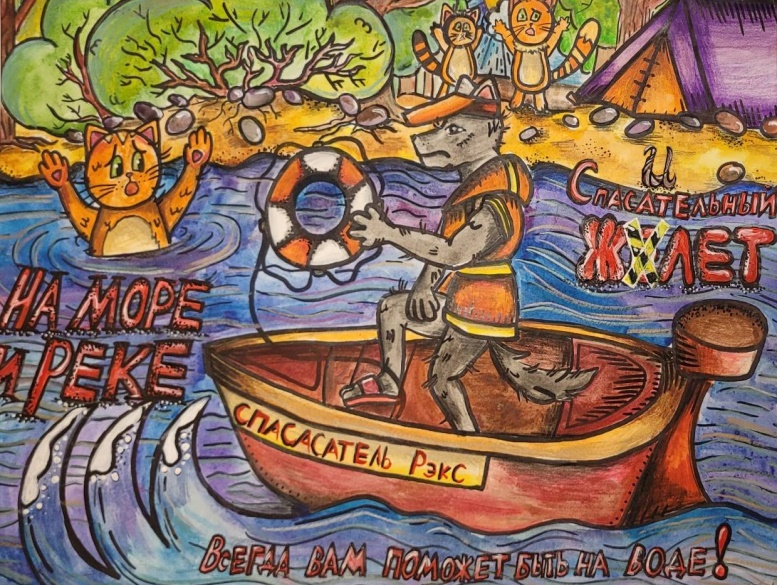 НА МОРЕ
И РЕКЕ
И
СПАСАТЕЛЬНЫЙ
ЖИЛЕТ
СПАСАСАТЕЛЬ РЭКС
ВСЕГДА ВАМ ПОМОЖЕТ БЫТЬ НА ВОДЕ!